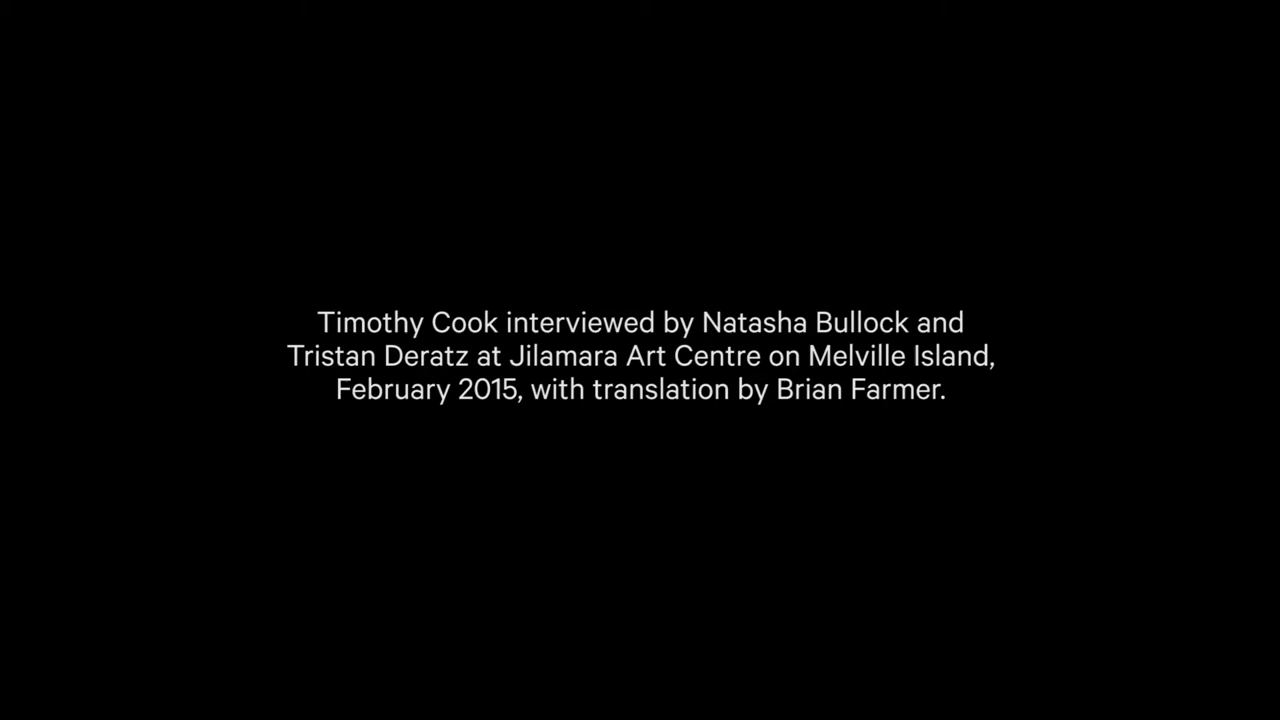 Timothy Cook interviewed by Natasha Bullock and
Tristan Deratz at Jilamara Art Centre on Melville Island,
February 2015, with translation by Brian Farmer.